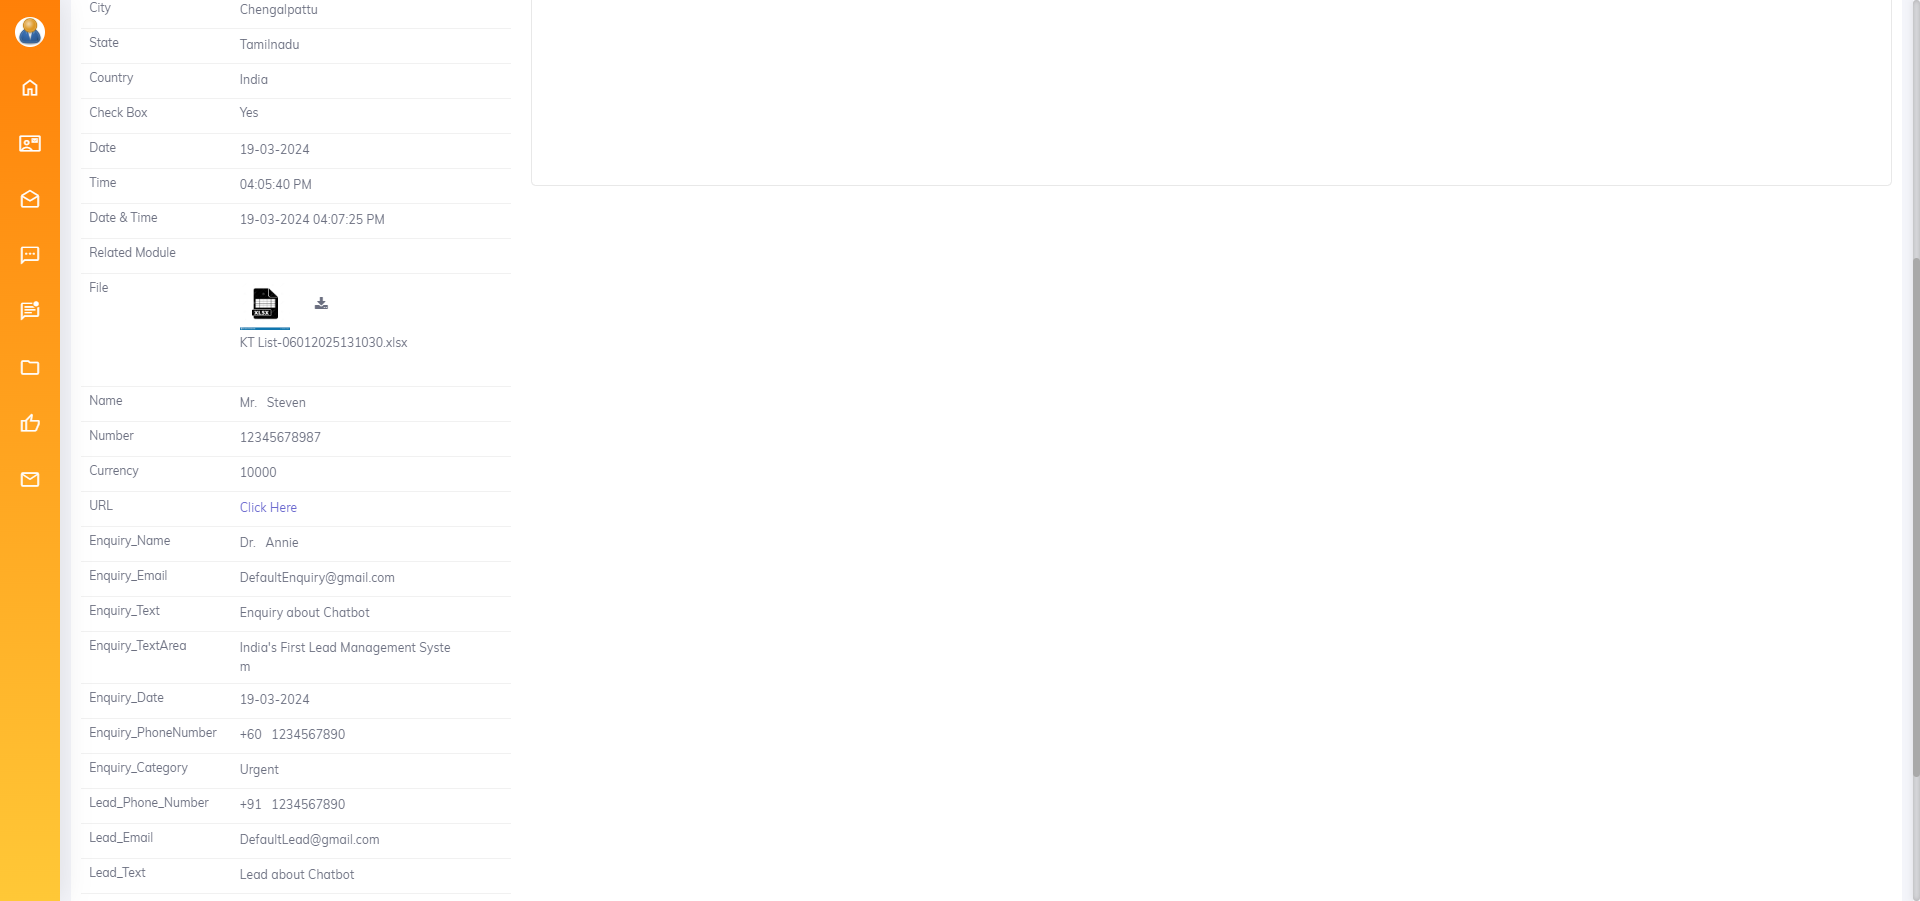 City Chengalpattu
State Tamilnadu
Country India
Check Box Yes
Date 19-03-2024
Time 04:05:40 PM
Date & Time 19-03-2024 04:07:25 PM
Related Module
File
XLSX
KT List-06012025131030.xlsx
Name Mr. Steven
Number 12345678987
Currency 10000
URL Click Here
Enquiry_Name Dr. Annie
Enquiry_Email DefaultEnquiry@gmail.com
Enquiry_Text Enquiry about Chatbot
Enquiry_TextArea India's First Lead Management Syste
m
Enquiry_Date 19-03-2024
Enquiry_PhoneNumber +60 1234567890
Enquiry_Category Urgent
Lead_Phone_Number +91 1234567890
Lead_Email DefaultLead@gmail.com
Lead_Text Lead about Chatbot